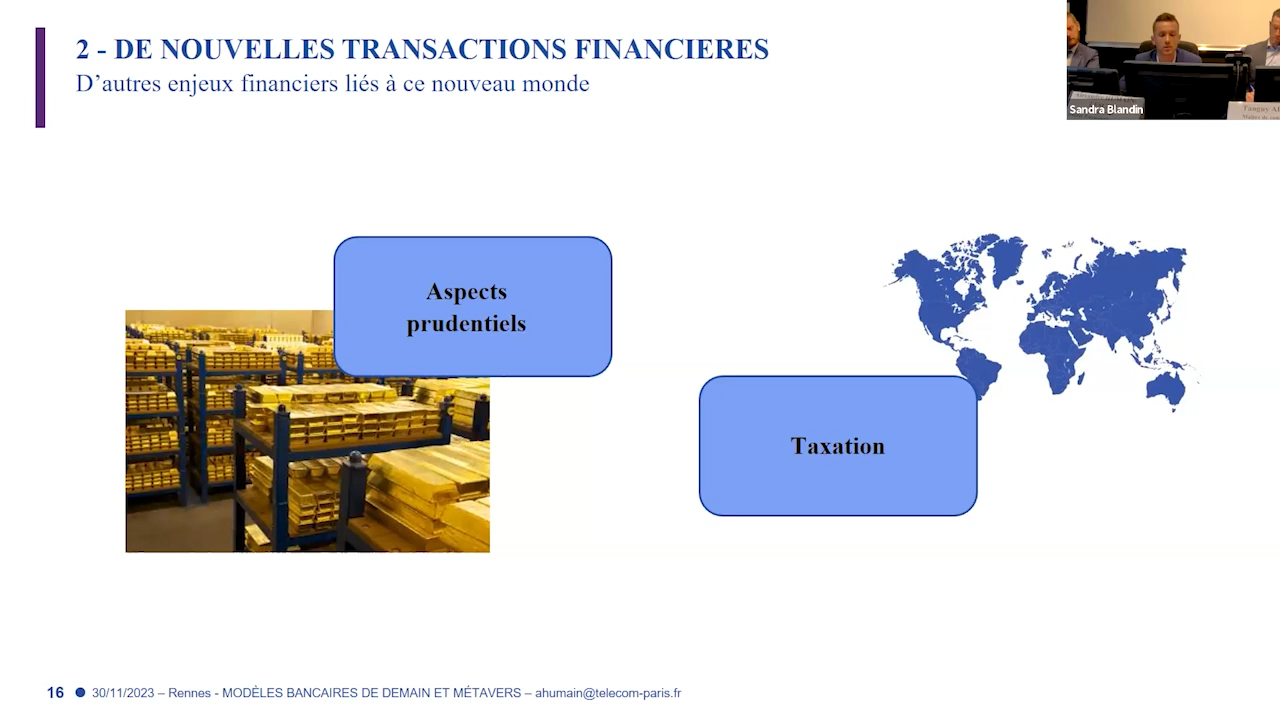 2 - DE NOUVELLES TRANSACTIONS FINANCIERES
D’autres enjeux financiers liés à ce nouveau monde
Sandra Blandin
Aspects
prudentiels
Taxation
16 30/11/2023 – Rennes - MODÈLES BANCAIRES DE DEMAIN ET MÉTAVERS – ahumain@telecom-paris.fr